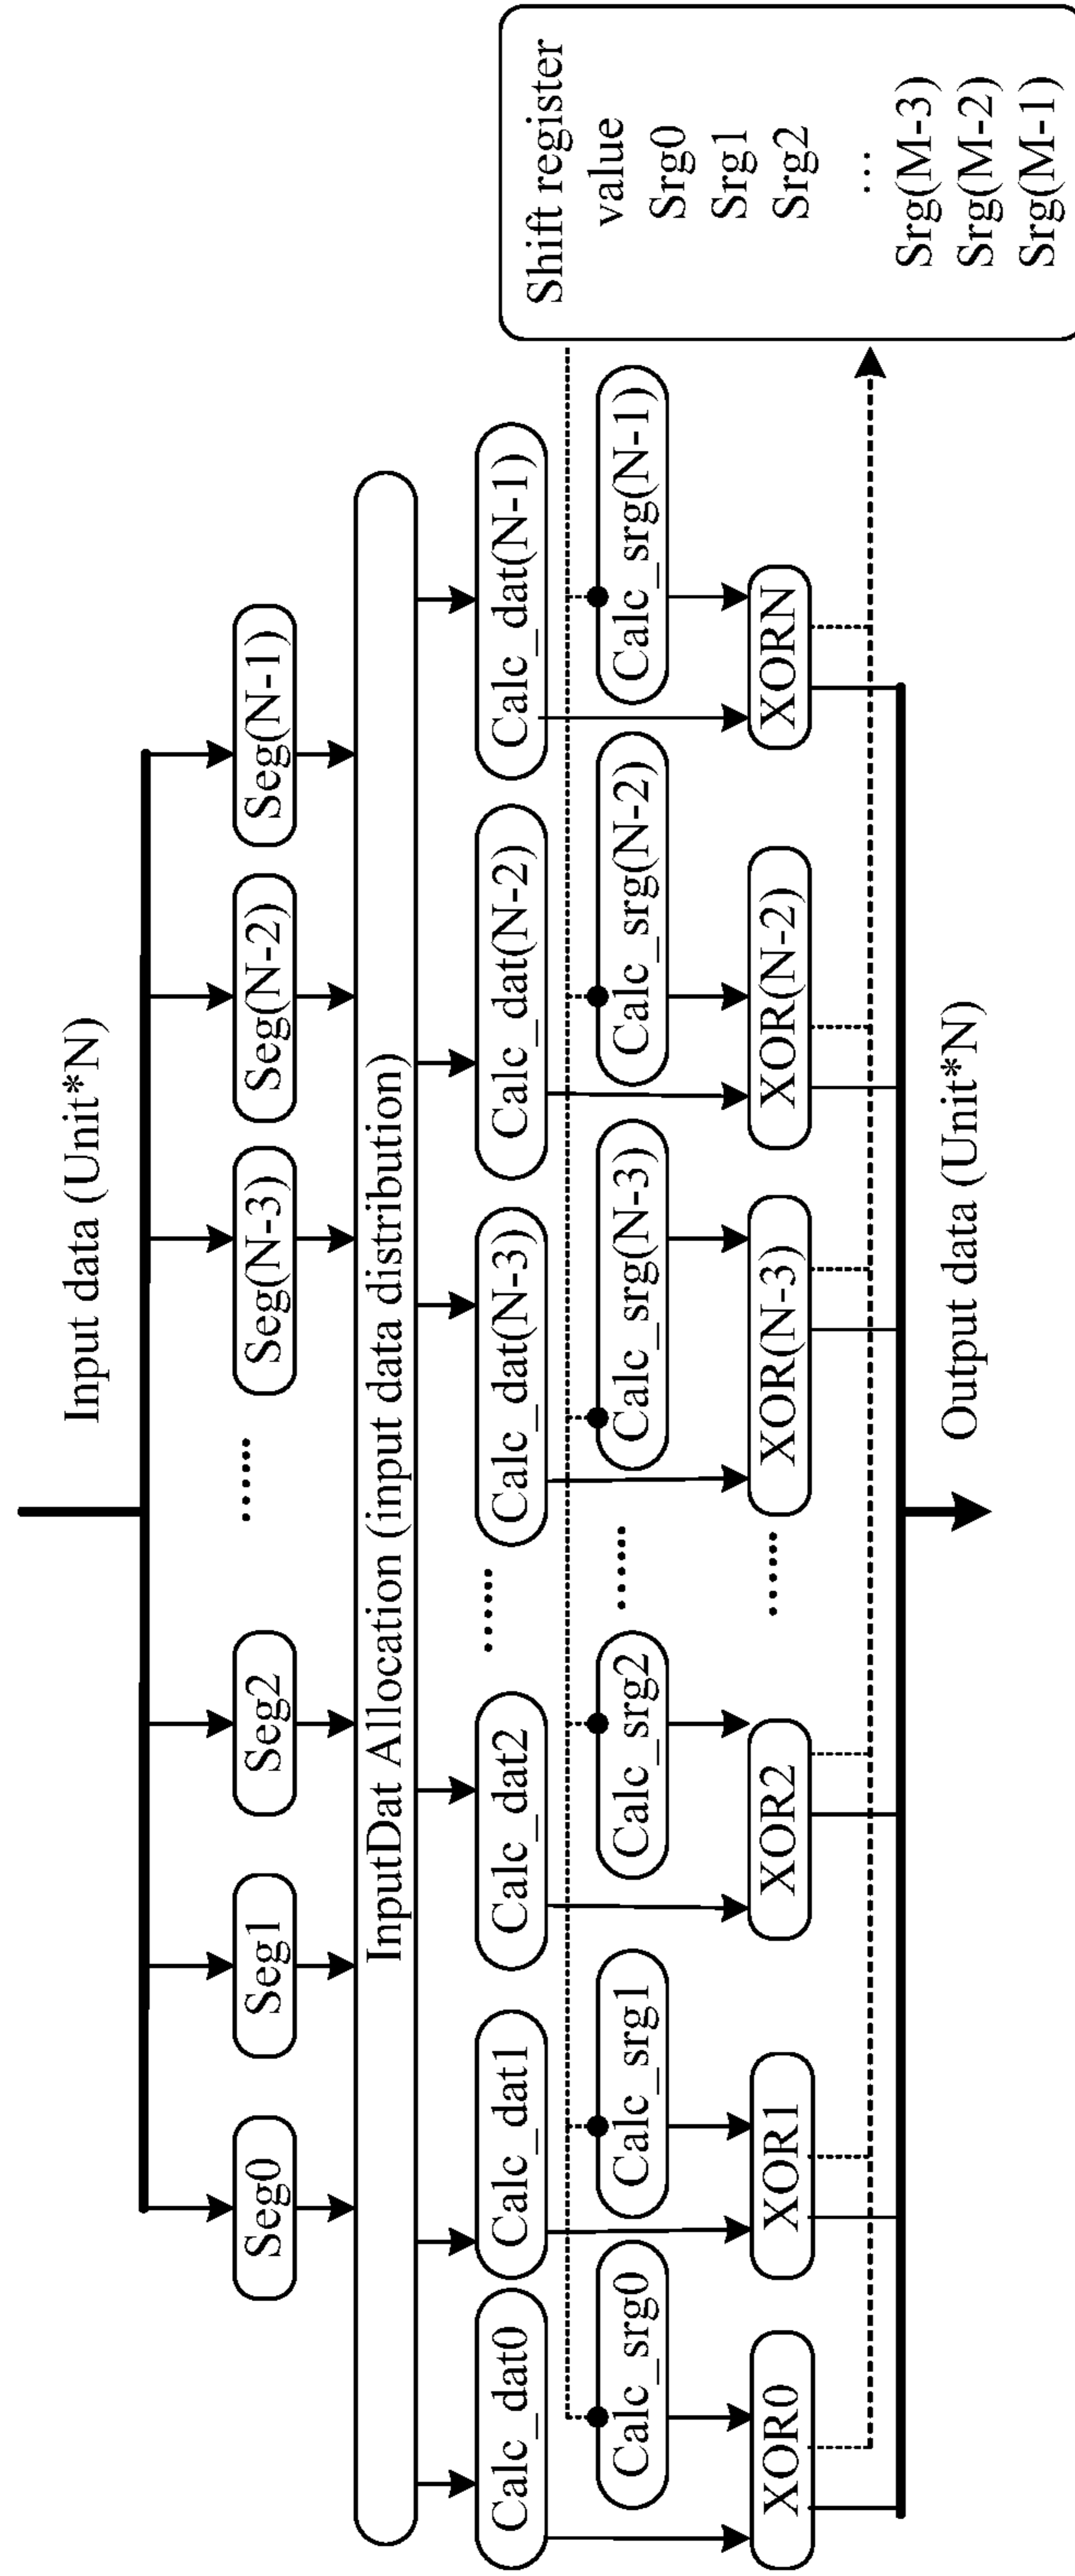 Input data (Unit*N)
Seg0
Seg1
Seg2
......
Seg(N-3)
Seg(N-2)
Seg(N-1)
InputDat Allocation (input data distribution)
Calc_dat0
Calc_dat1
Calc_dat2
......
Calc_dat(N-3)
Calc_dat(N-2)
Calc_dat(N-1)
Calc_srg0
Calc_srg1
Calc_srg2
......
Calc_srg(N-3)
Calc_srg(N-2)
Calc_srg(N-1)
XOR0
XOR1
XOR2
......
XOR(N-3)
XOR(N-2)
XORN
Output data (Unit*N)
Shift register
value
Srg0
Srg1
Srg2
...
Srg(M-3)
Srg(M-2)
Srg(M-1)